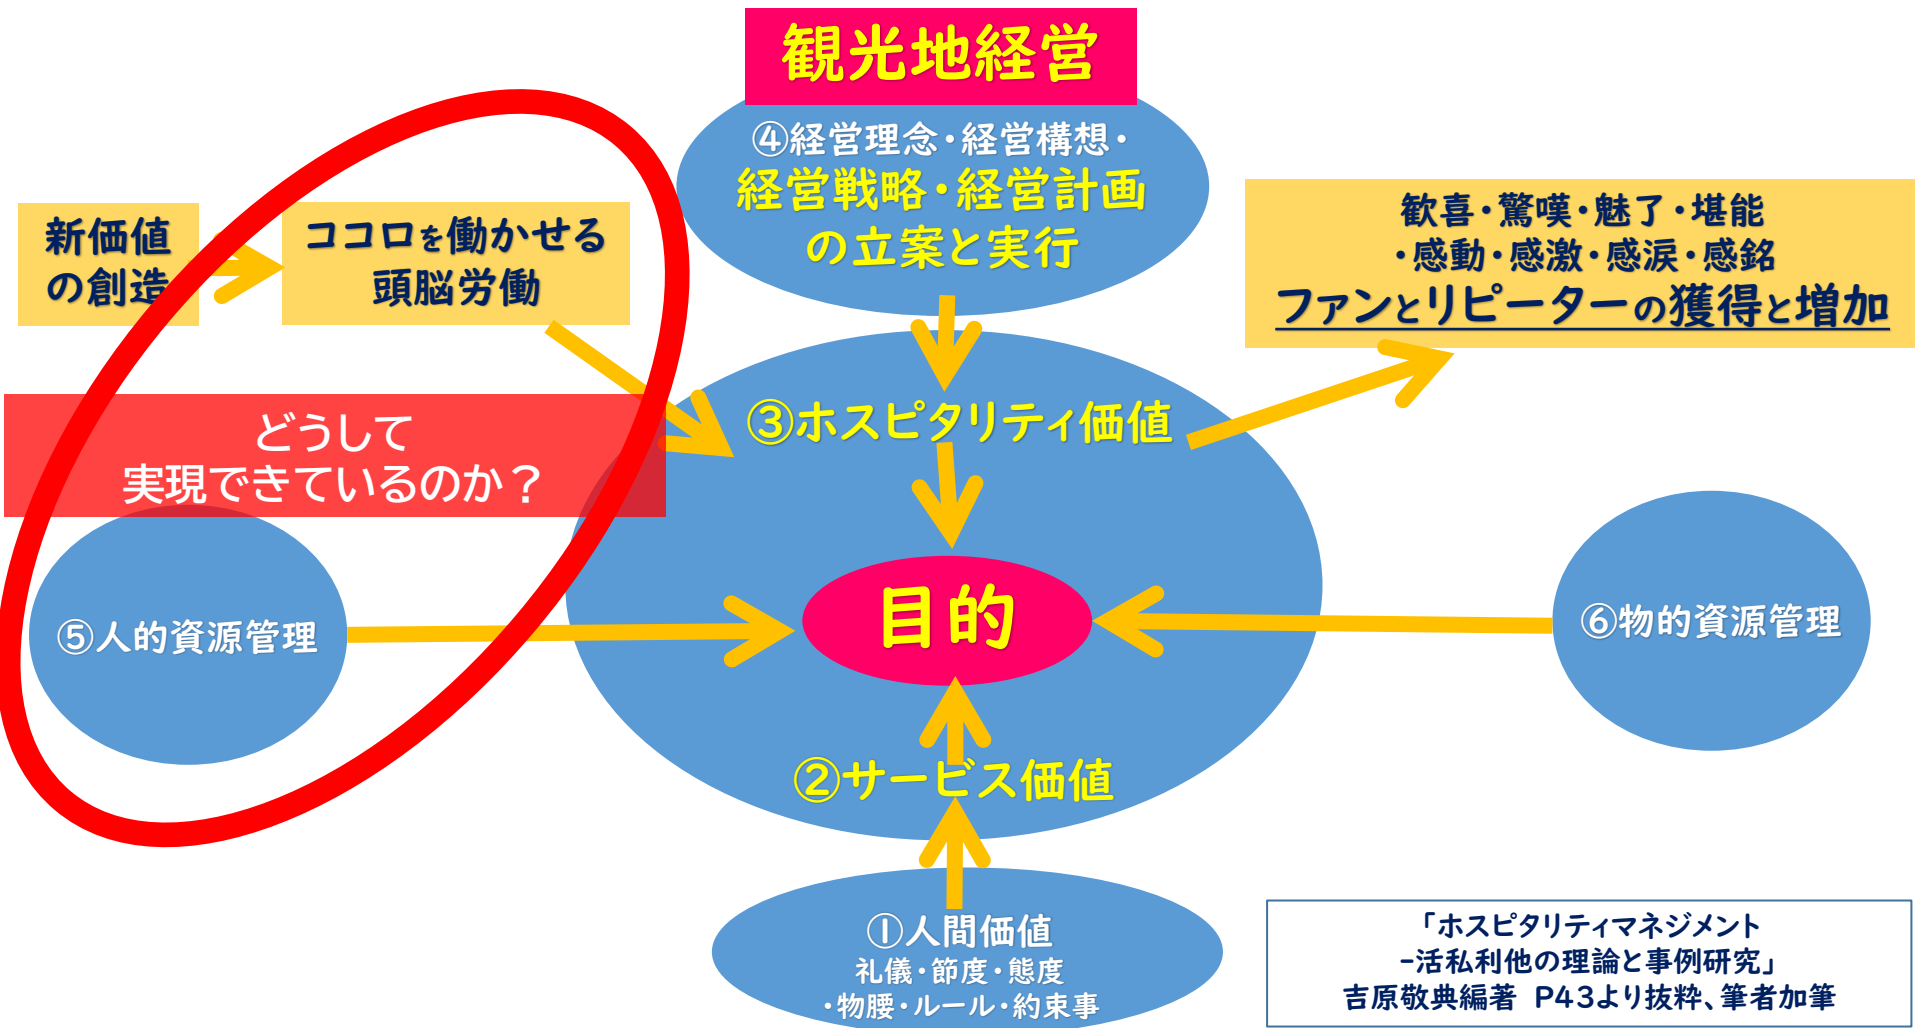 観光地経営
④経営理念・経営構想・
経営戦略・経営計画
の立案と実行
新価値
の創造
ココロを働かせる
頭脳労働
歓喜・驚嘆・魅了・堪能
・感動・感激・感涙・感銘
ファンとリピーターの獲得と増加
どうして
実現できているのか？
③ホスピタリティ価値
目的
⑤人的資源管理
⑥物的資源管理
②サービス価値
①人間価値
礼儀・節度・態度
・物腰・ルール・約束事
「ホスピタリティマネジメント
-活私利他の理論と事例研究」
吉原敬典編著 P43より抜粋、筆者加筆